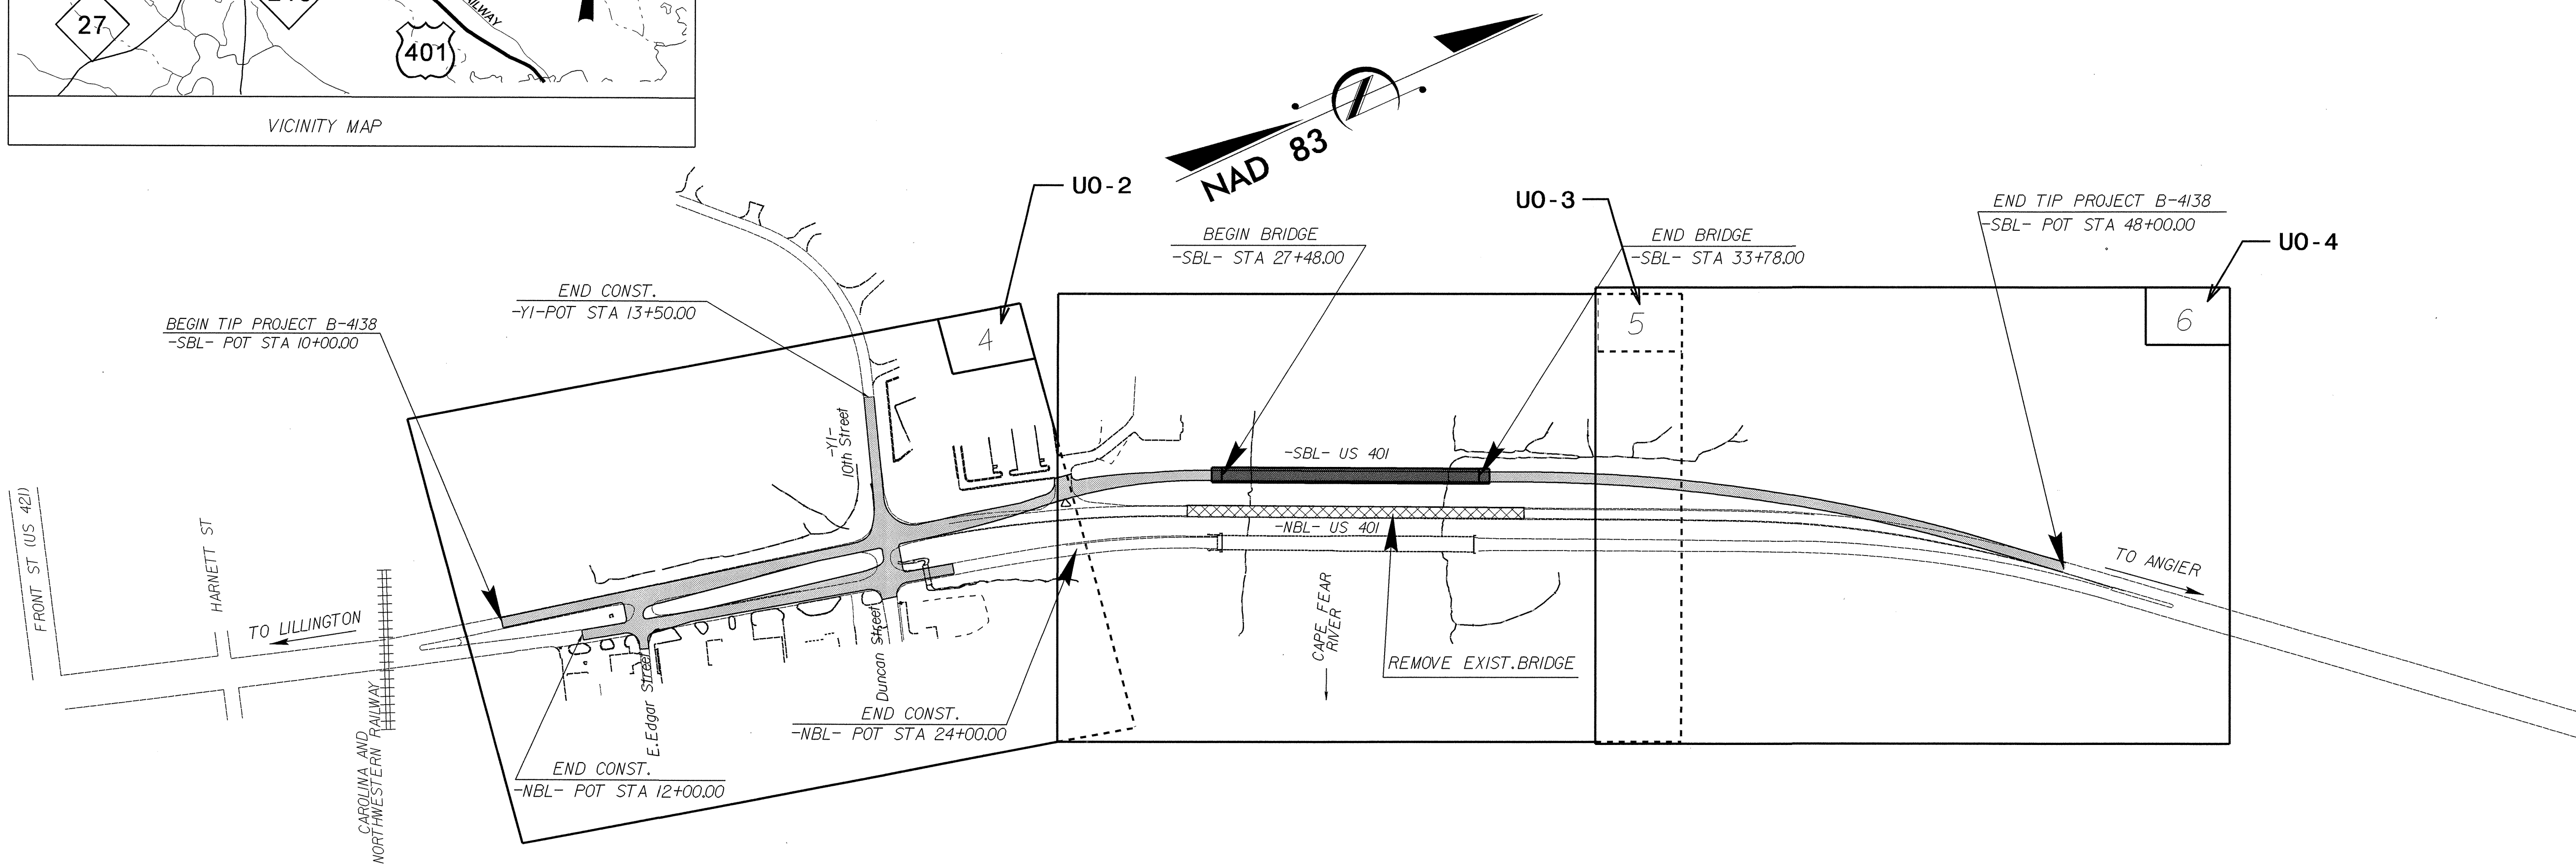 27
401
VICINITY MAP
NAD 83
UO-2
UO-3
UO-4
BEGIN BRIDGE
-SBL- STA 27+48.00
END BRIDGE
-SBL- STA 33+78.00
END TIP PROJECT B-4138
-SBL- POT STA 48+00.00
END CONST.
-Y1-POT STA 13+50.00
BEGIN TIP PROJECT B-4138
-SBL- POT STA 10+00.00
4
5
6
-Y1-
10th Street
-SBL- US 401
-NBL- US 401
FRONT ST (US 421)
HARNETT ST
TO LILLINGTON
TO ANGIER
CAPE FEAR
RIVER
REMOVE EXIST.BRIDGE
E.Edgar Street
Duncan Street
END CONST.
-NBL- POT STA 24+00.00
END CONST.
-NBL- POT STA 12+00.00
CAROLINA AND
NORTHWESTERN RAILWAY